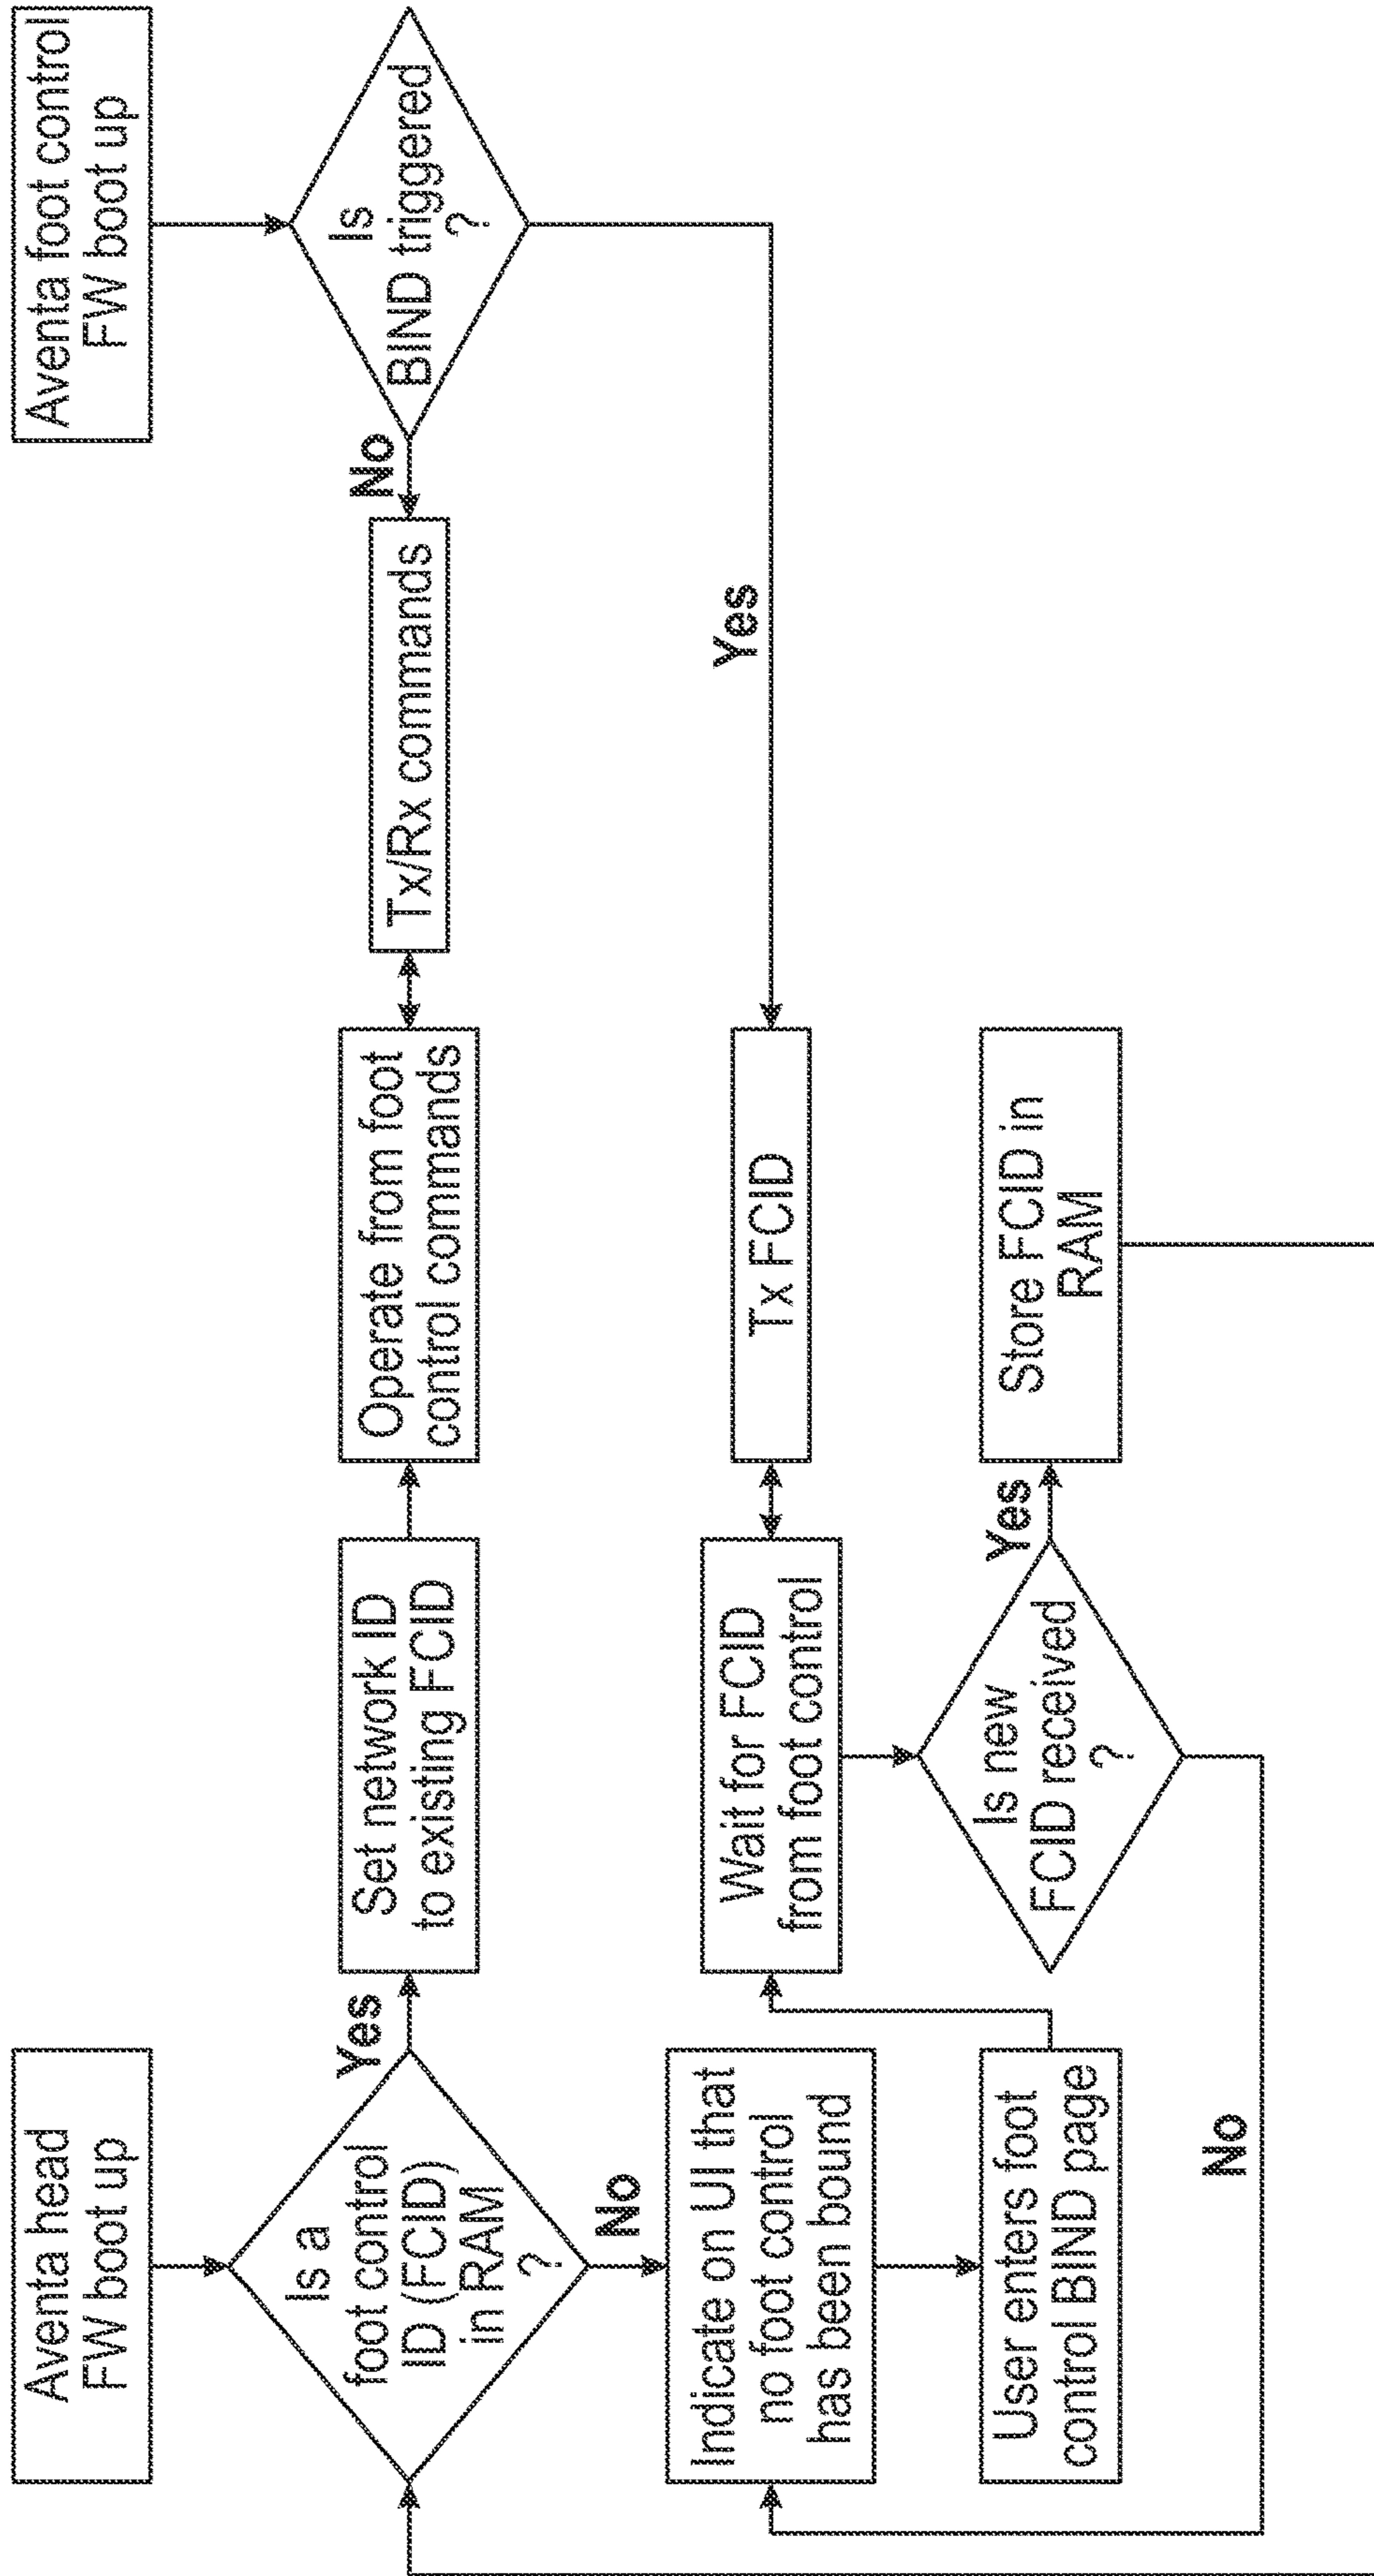 Aventa head
FW boot up
Is a
foot control
ID (FCID)
in RAM
?
Yes
No
Set network ID
to existing FCID
Operate from foot
control commands
Tx/Rx commands
No
Aventa foot control
FW boot up
Is
BIND triggered
?
Yes
Indicate on UI that
no foot control
has been bound
User enters foot
control BIND page
Wait for FCID
from foot control
Tx FCID
Is new
FCID received
?
Yes
No
Store FCID in
RAM